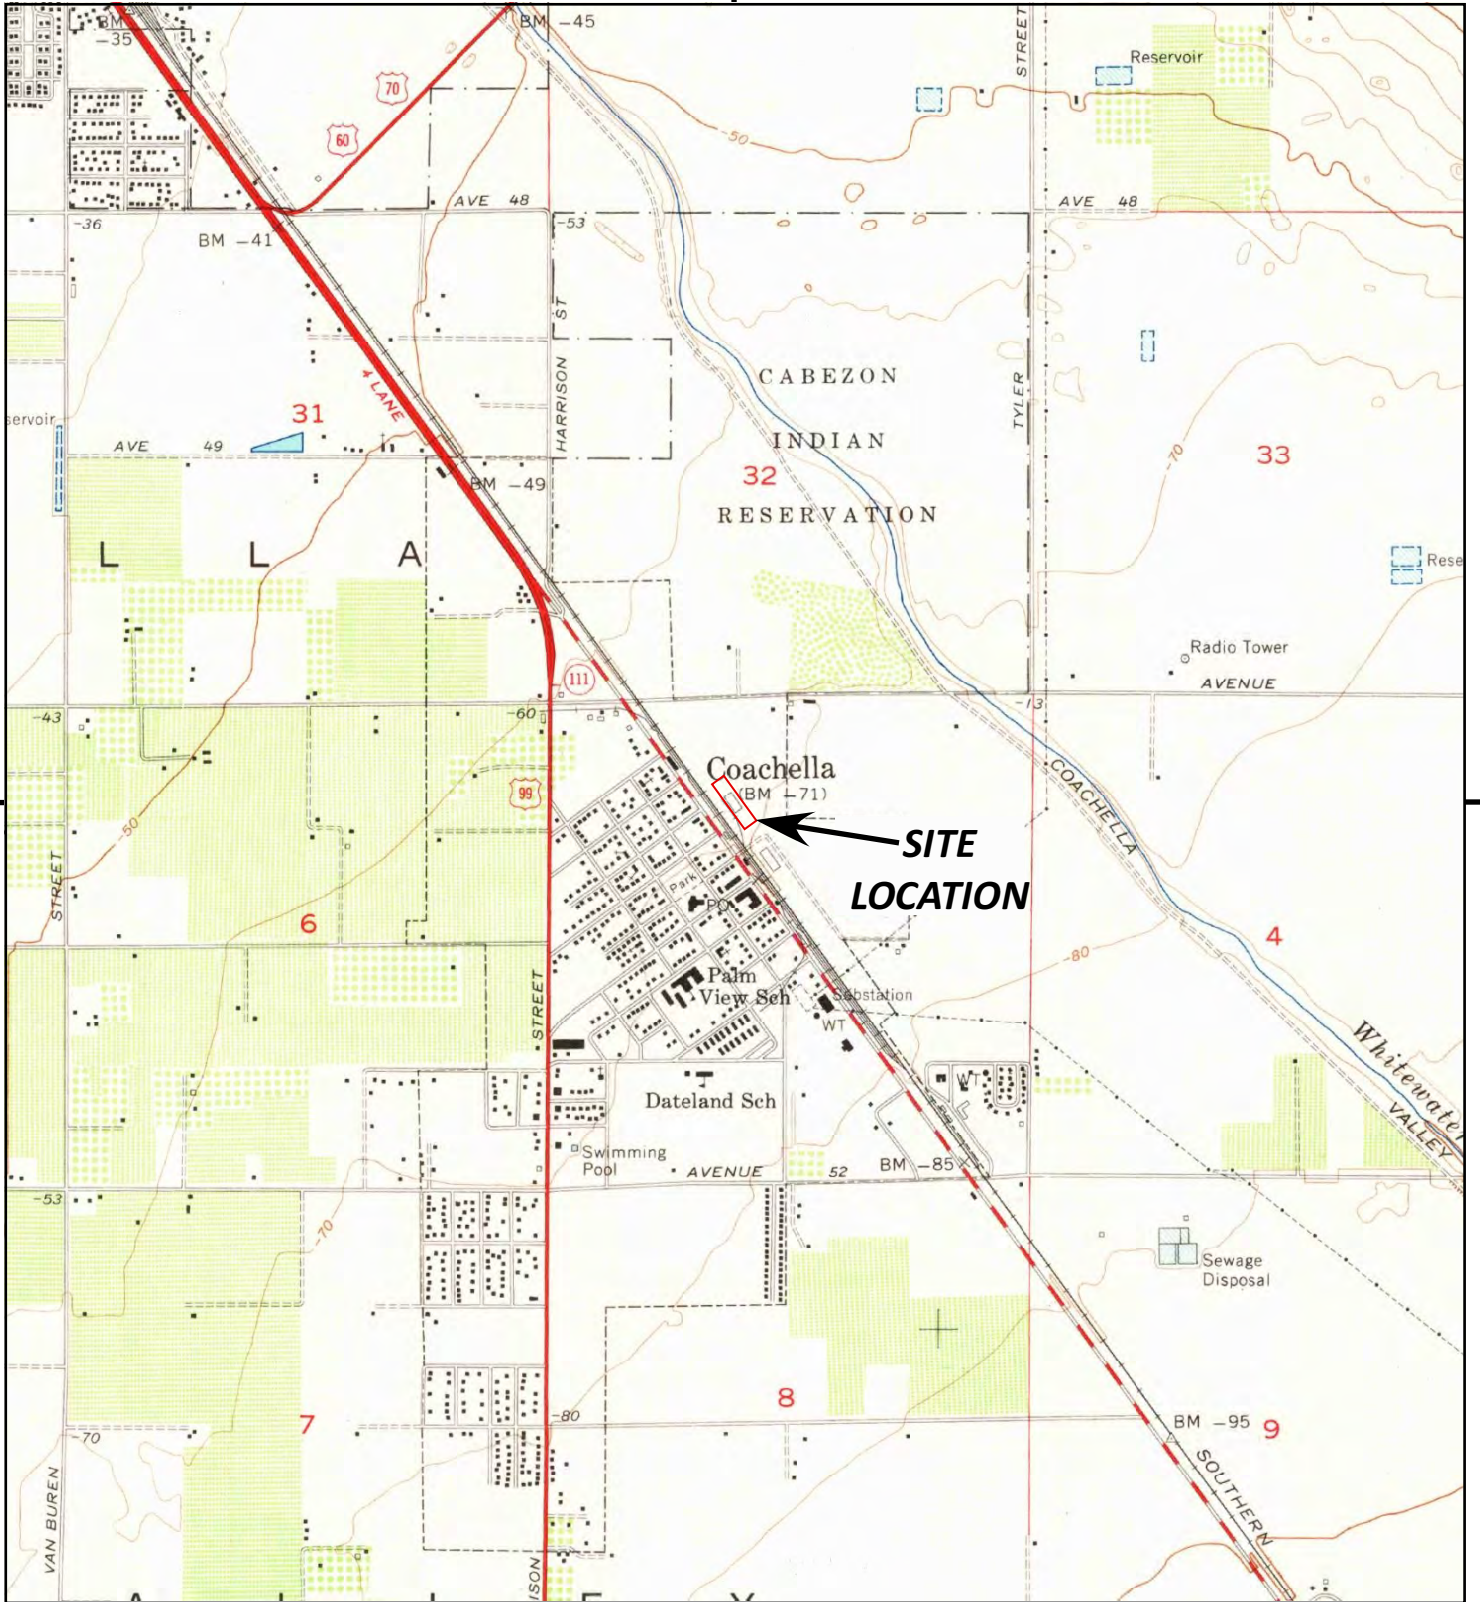 BM
-35
BM -45
STREET
Reservoir
70
60
-50
AVE 48
AVE 48
-36
BM -41
-53
HARRISON ST
4 LANE
CABEZON
TYLER
31
servoir
AVE 49
INDIAN
33
-70
32
BM -49
RESERVATION
L L A
Rese
Radio Tower
111
AVENUE
-43
-60
-13
Coachella
(BM -71)
99
-50
COACHELLA
SITE
LOCATION
STREET
Park
PO
6
4
-80
Palm
View Sch
Substation
STREET
WT
Whitewater
WT
Dateland Sch
VALLEY
Swimming
Pool
AVENUE 52
BM -85
-53
-70
Sewage
Disposal
8
7
-80
BM -95
9
-70
SOUTHERN
VAN BUREN
ISON